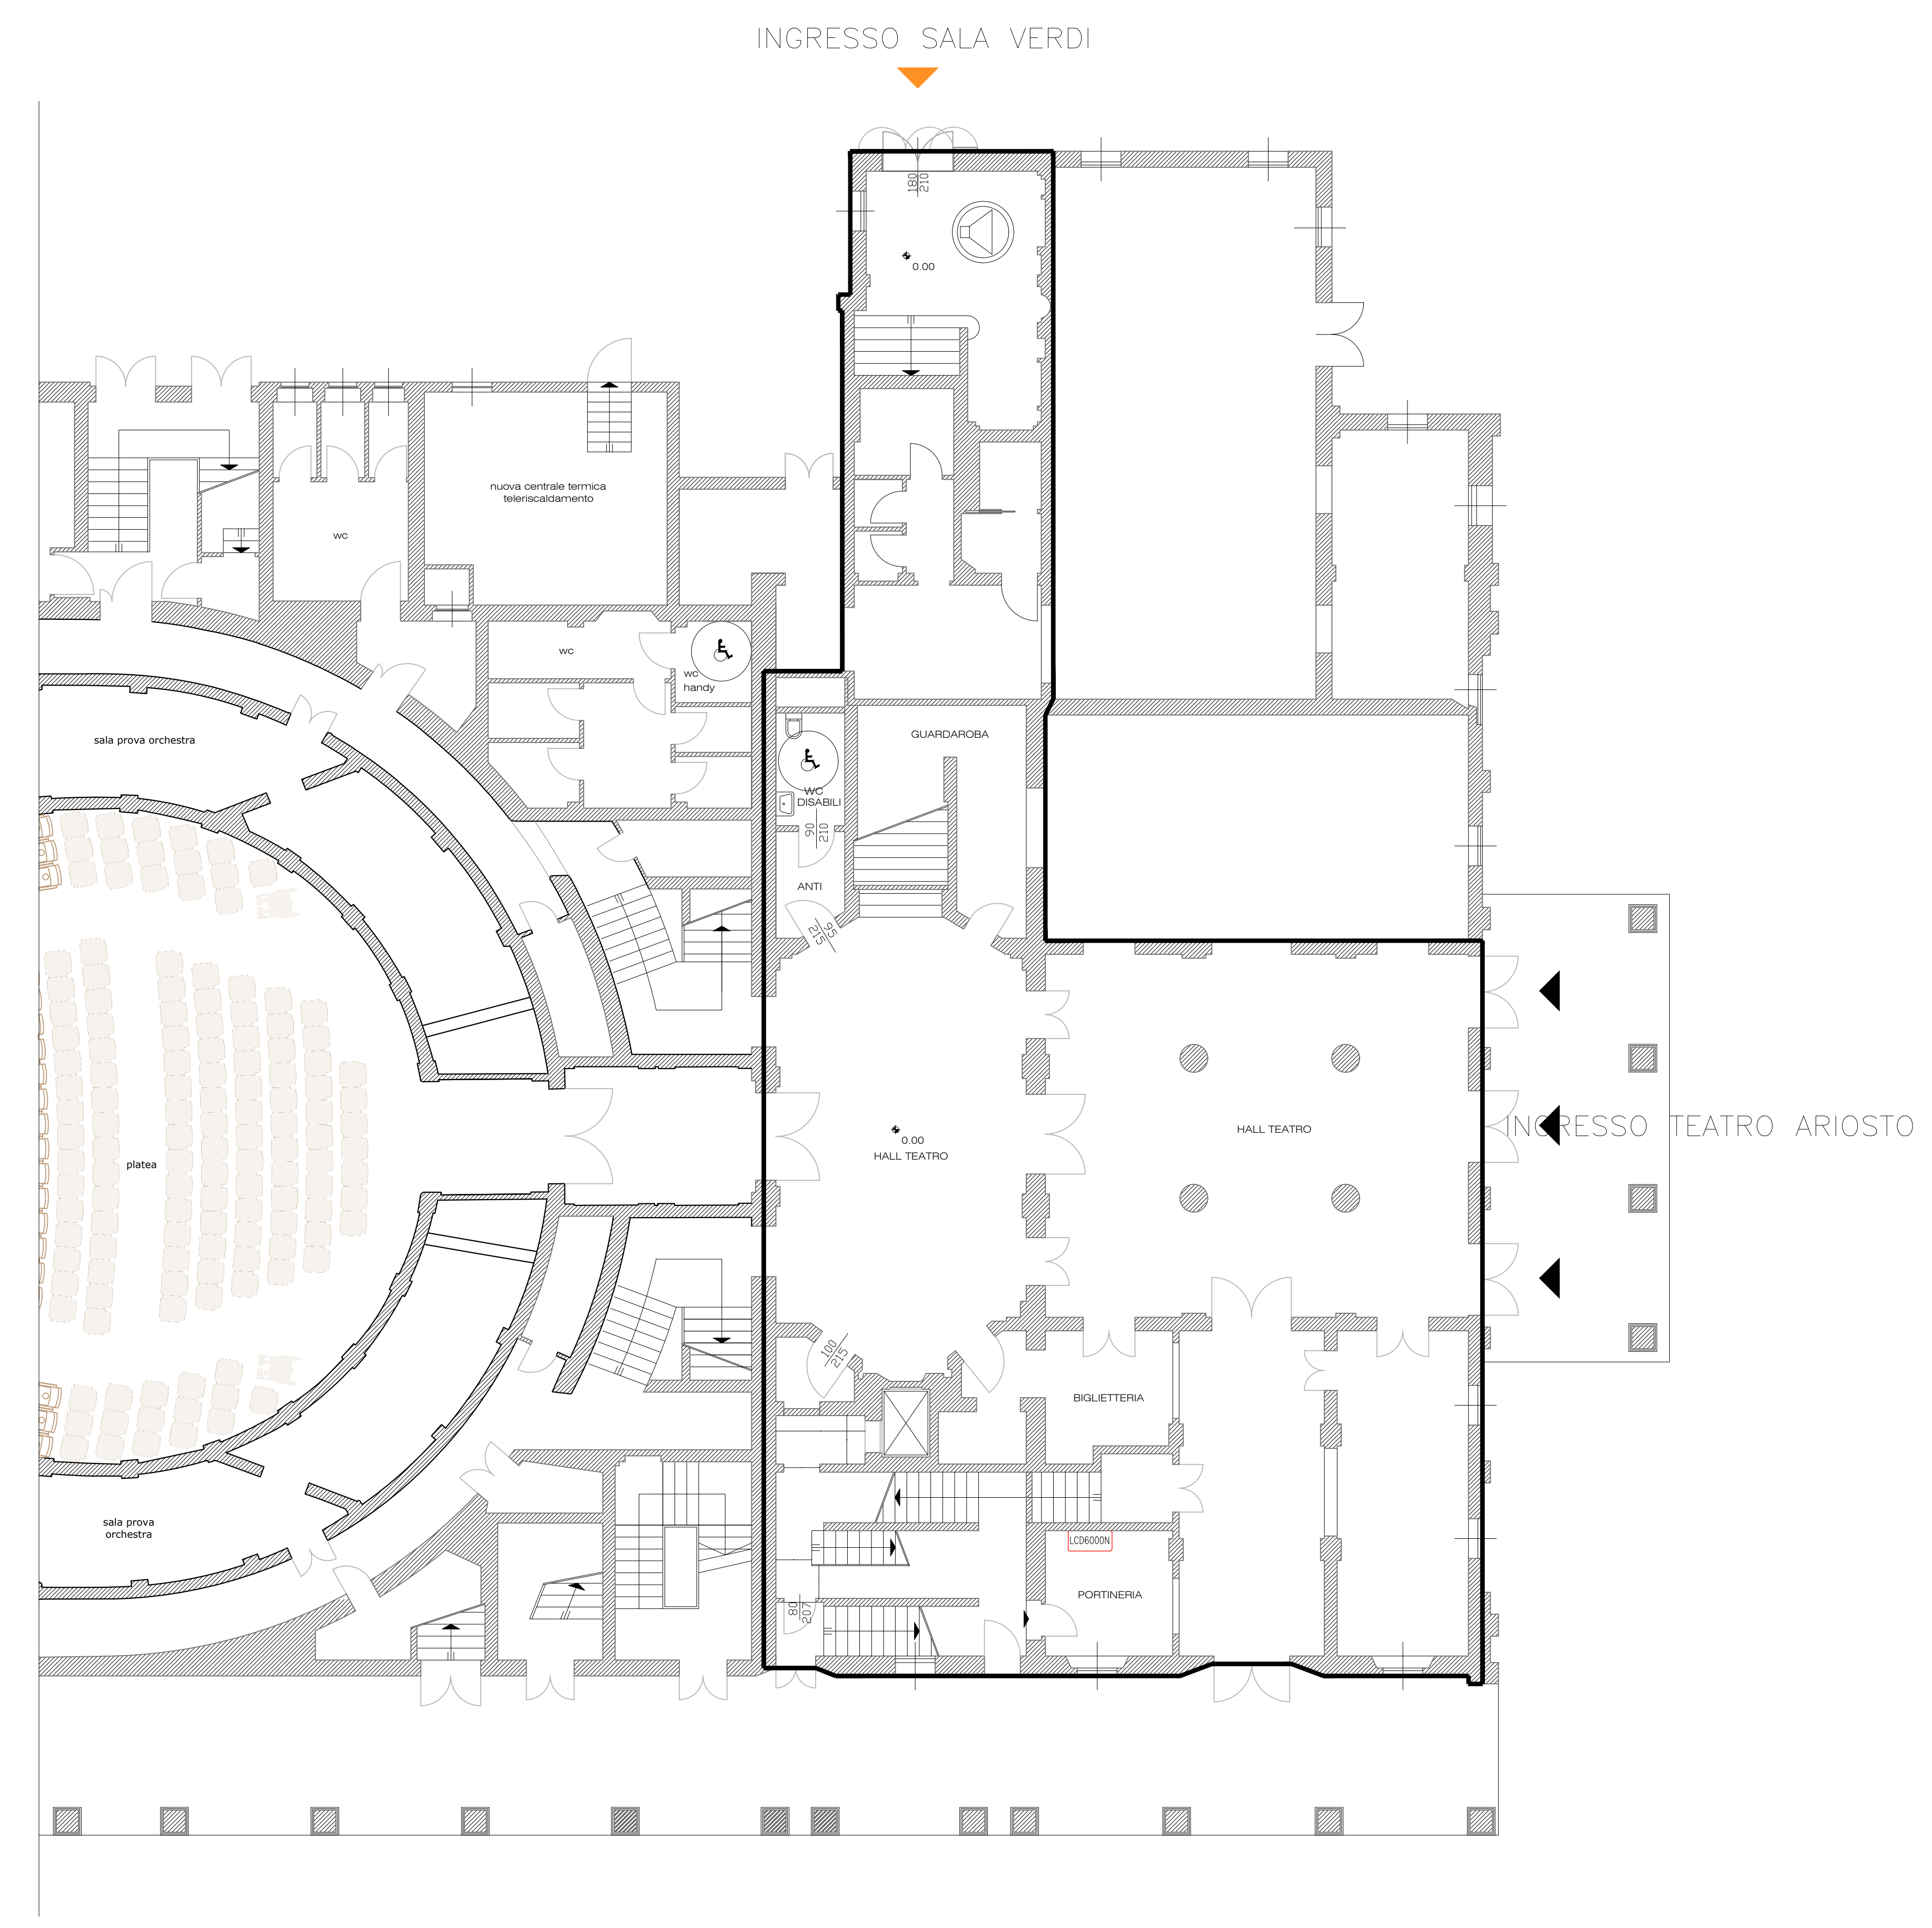 INGRESSO SALA VERDI
180
210
0.00
nuova centrale termica
teleriscaldamento
wc
wc
wc
handy
sala prova orchestra
GUARDAROBA
WC
DISABILI
90
210
ANTI
95
215
INGRESSO TEATRO ARIOSTO
HALL TEATRO
0.00
HALL TEATRO
platea
100
215
BIGLIETTERIA
sala prova
orchestra
LCD6000N
PORTINERIA
80
207